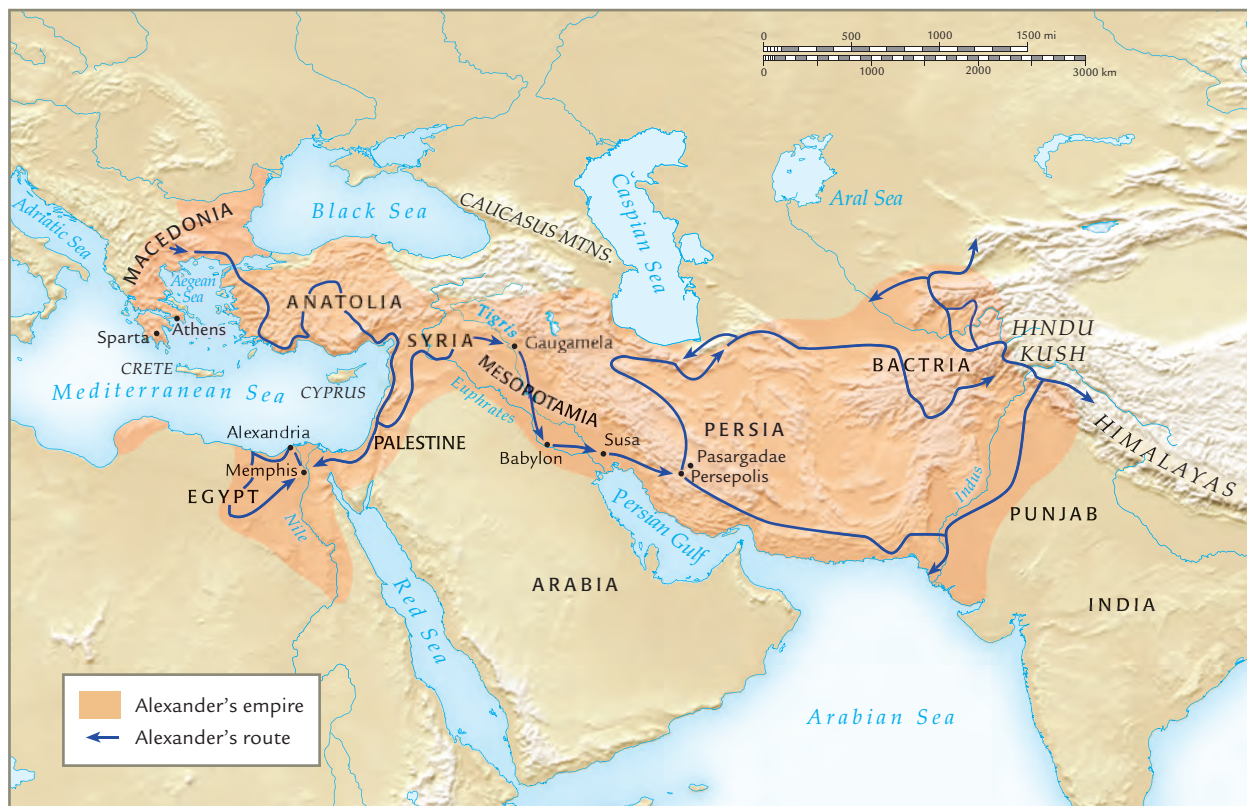 0 500 1000 1500 mi
0 1000 2000 3000 km
Adriatic Sea
MACEDONIA
Black Sea
CAUCASUS MTNS.
Caspian Sea
Aral Sea
Aegean Sea
ANATOLIA
Sparta
Athens
CRETE
CYPRUS
Mediterranean Sea
SYRIA
Tigris
Gaugamela
MESOPOTAMIA
Euphrates
BACTRIA
HINDU
KUSH
HIMALAYAS
Alexandria
PALESTINE
Memphis
EGYPT
Nile
Babylon
Susa
PERSIA
Pasargadae
Persepolis
Persian Gulf
Indus
PUNJAB
Red Sea
ARABIA
INDIA
Arabian Sea
Alexander's empire
Alexander's route